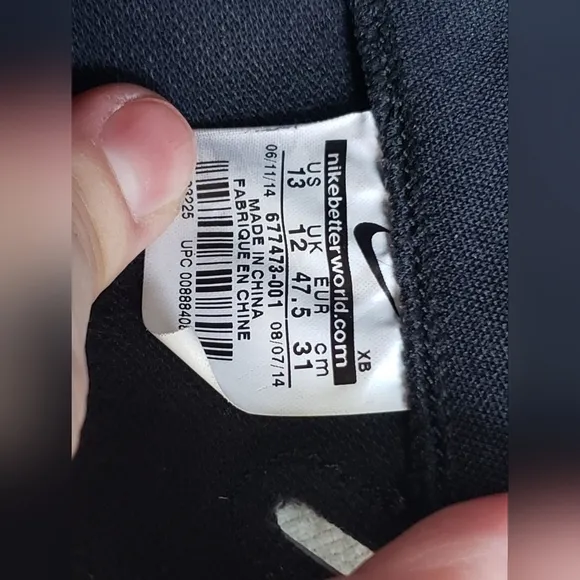 nikebetterworld.com
XB
US UK EUR cm
13 12 47.5 31
06/11/14 677473-001 08/07/14
MADE IN CHINA
FABRIQUE EN CHINE
UPC